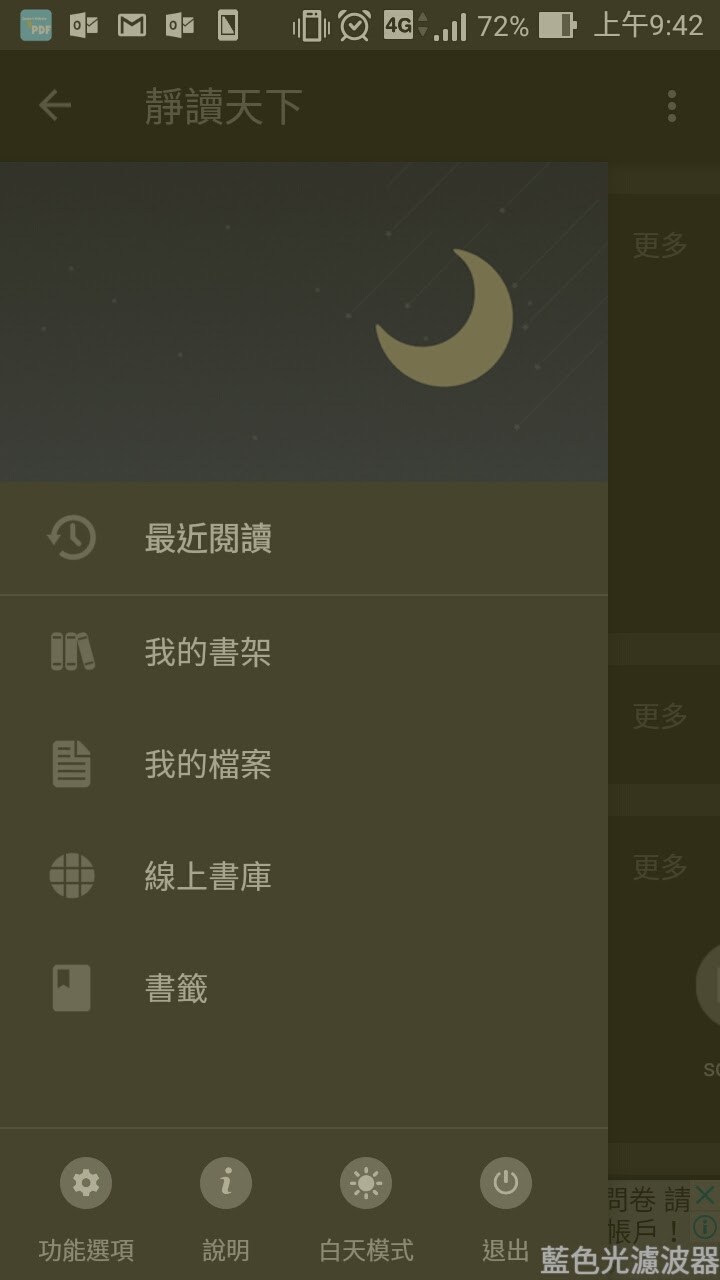 PDF
4G 72% 上午9:42
靜讀天下
更多
最近閱讀
我的書架
更多
我的檔案
更多
線上書庫
書籤
功能選項 說明 白天模式 退出
問卷 請
帳戶！
藍色光濾波器